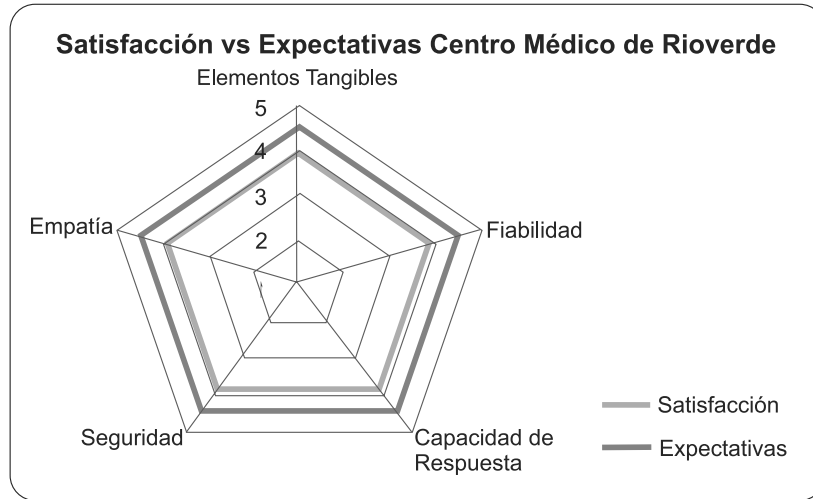 Satisfacción vs Expectativas Centro Médico de Rioverde
Elementos Tangibles
5
4
3
2
Empatía
Fiabilidad
Seguridad
Capacidad de
Respuesta
Satisfacción
Expectativas